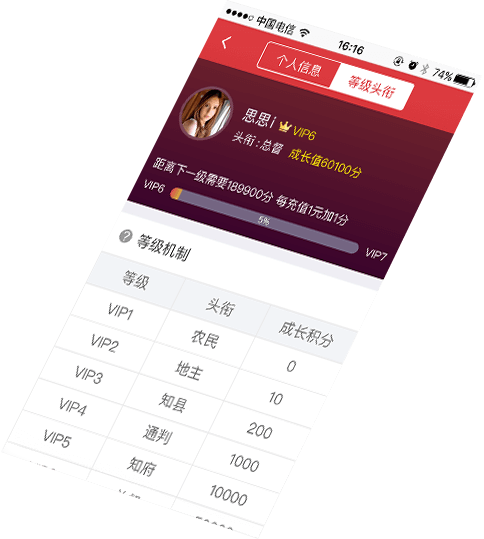 中国电信 16:16 74%
个人信息 等级头衔
思思i VIP6
头衔:总督 成长值60100分
距离下一级需要189900分 每充值1元加1分
VIP6 5% VIP7
? 等级机制
等级 头衔 成长积分
VIP1 农民 0
VIP2 地主 10
VIP3 知县 200
VIP4 通判 1000
VIP5 知府 10000